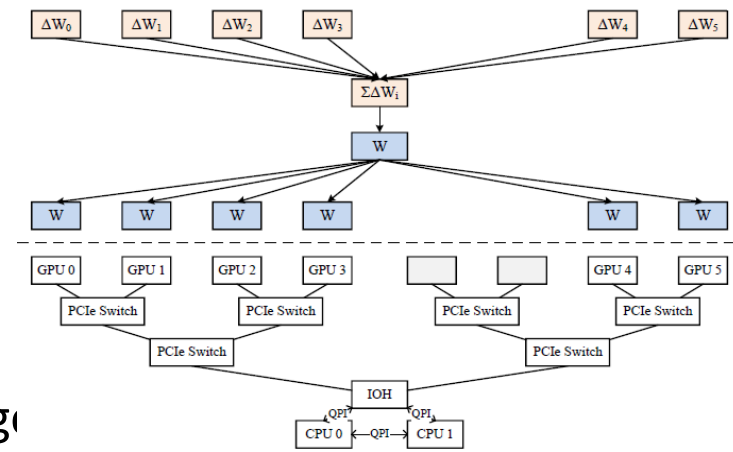 ΔW₀ ΔW₁ ΔW₂ ΔW₃ ΔW₄ ΔW₅
ΣΔWᵢ
W
W W W W W W
GPU 0 GPU 1 GPU 2 GPU 3 GPU 4 GPU 5
PCIe Switch PCIe Switch PCIe Switch PCIe Switch
PCIe Switch PCIe Switch
IOH
QPI QPI
CPU 0 QPI CPU 1